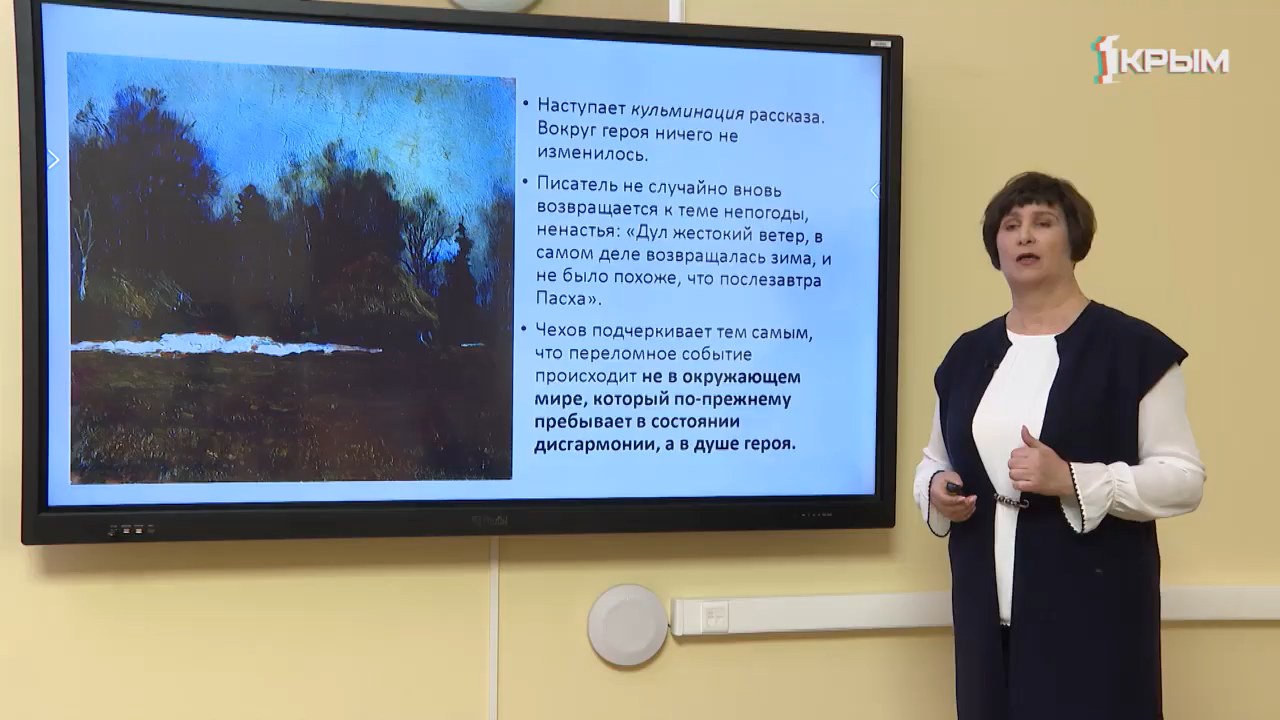 1КРЫМ
• Наступает кульминация рассказа.
Вокруг героя ничего не
изменилось.
• Писатель не случайно вновь
возвращается к теме непогоды,
ненастья: «Дул жестокий ветер, в
самом деле возвращалась зима, и
не было похоже, что послезавтра
Пасха».
• Чехов подчеркивает тем самым,
что переломное событие
происходит не в окружающем
мире, который по-прежнему
пребывает в состоянии
дисгармонии, а в душе героя.